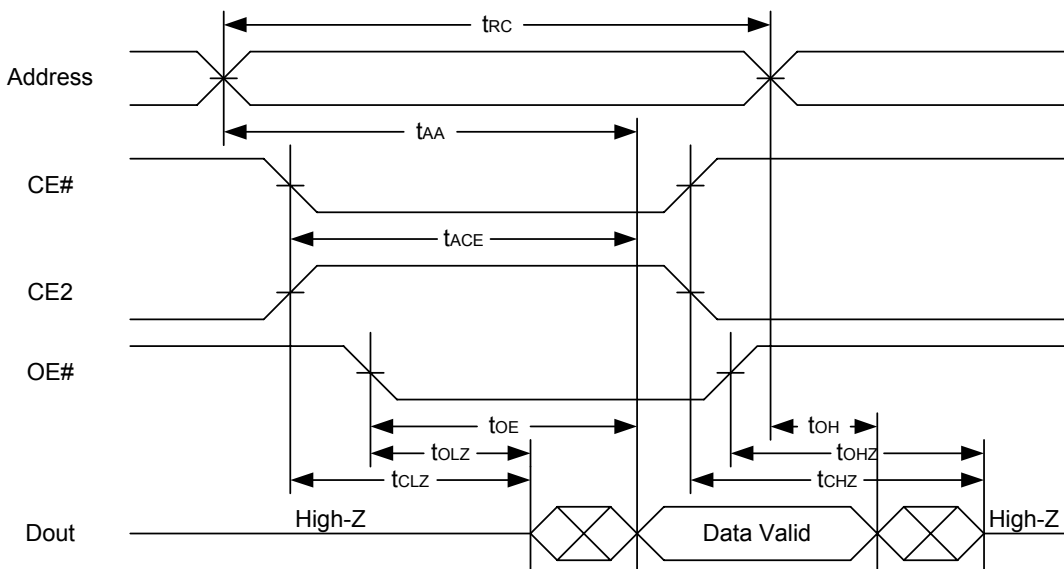 tRC
Address
tAA
CE#
tACE
CE2
OE#
tOE
tOH
tOLZ
tOHZ
tCLZ
tCHZ
High-Z
High-Z
Dout
Data Valid